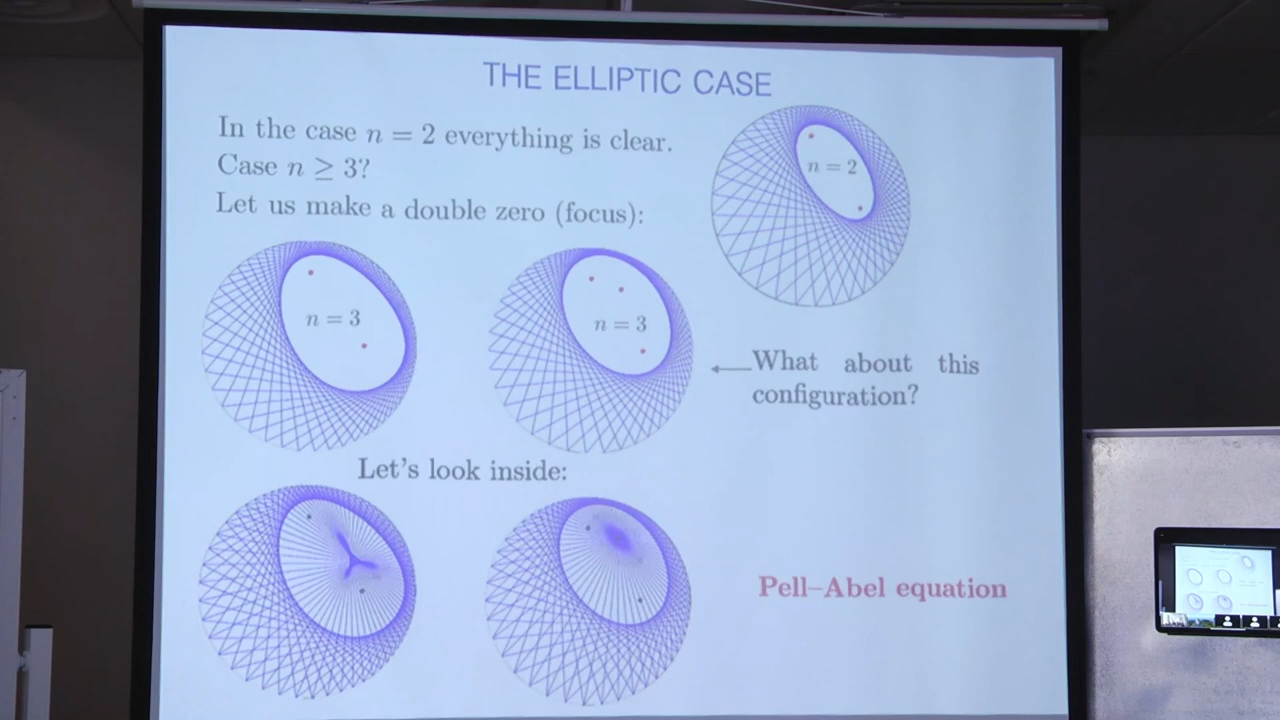 THE ELLIPTIC CASE
In the case n = 2 everything is clear.
Case n ≥ 3?
Let us make a double zero (focus):
n = 2
n = 3
n = 3
What about this
configuration?
Let's look inside:
Pell–Abel equation